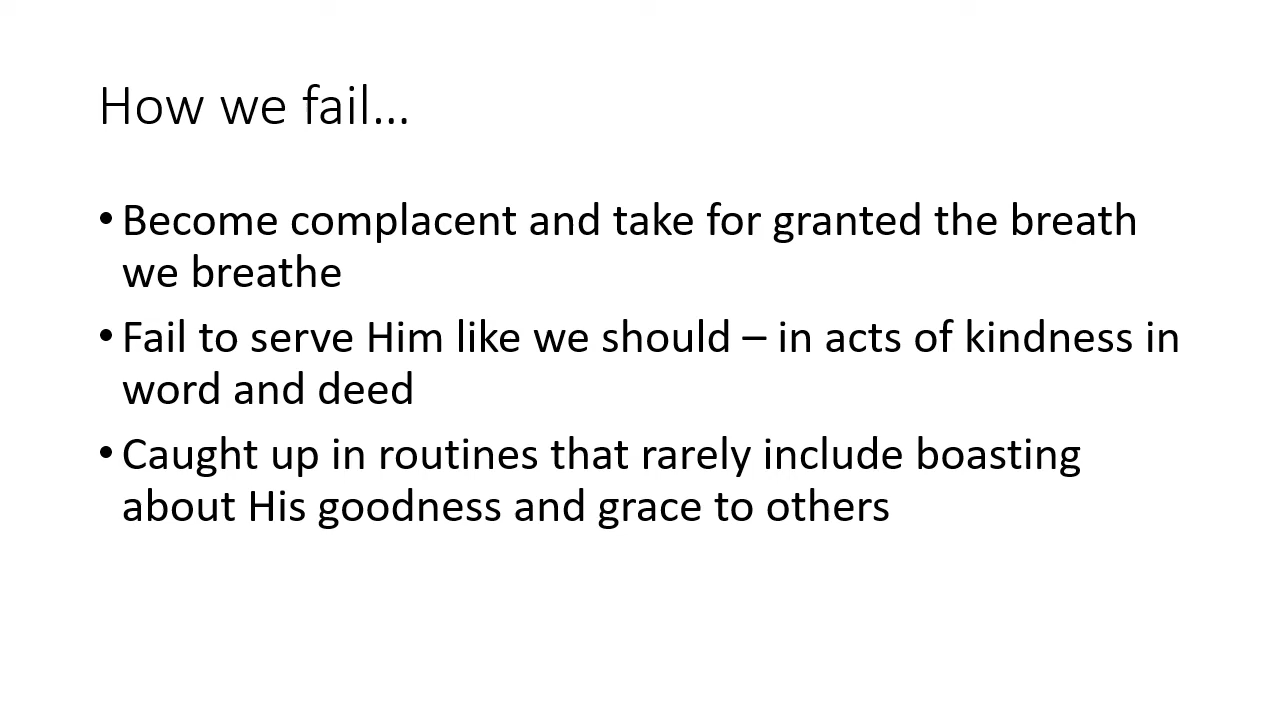 How we fail...
• Become complacent and take for granted the breath
we breathe
• Fail to serve Him like we should – in acts of kindness in
word and deed
• Caught up in routines that rarely include boasting
about His goodness and grace to others